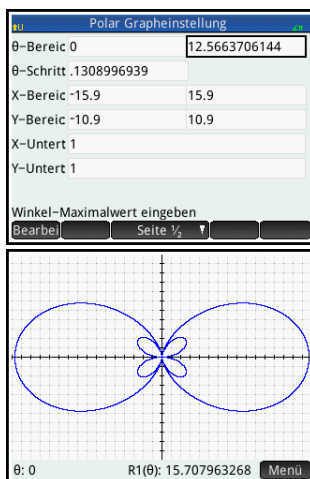 Polar Grapheinstellung
θ-Bereic 0 12.5663706144
θ-Schritt .1308996939
X-Bereic -15.9 15.9
Y-Bereic -10.9 10.9
X-Untert 1
Y-Untert 1
Winkel-Maximalwert eingeben
Bearbei Seite ½
θ: 0 R1(θ): 15.707963268 Menü